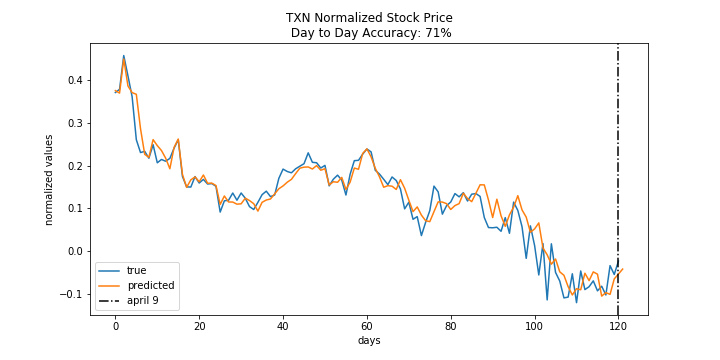 TXN Normalized Stock Price
Day to Day Accuracy: 71%
normalized values
0.4
0.3
0.2
0.1
0.0
−0.1
true
predicted
april 9
0 20 40 60 80 100 120
days